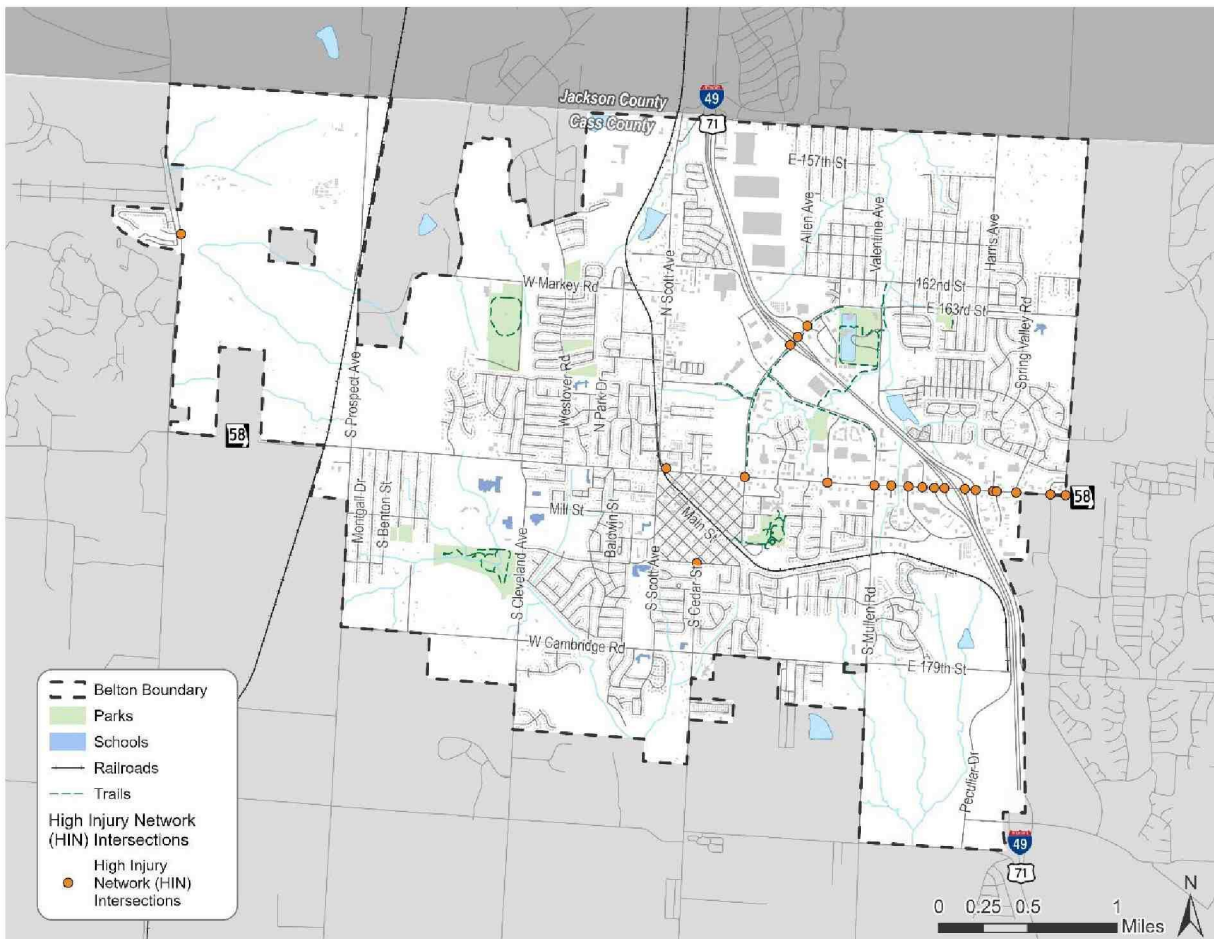 Jackson County
Cass County
49
71
E 157th St
Allen Ave
Valentine Ave
Harris Ave
162nd St
E 163rd St
Spring Valley Rd
N Scott Ave
W Markey Rd
Westover Rd
N Park Dr
S Prospect Ave
58
Montgall Dr
S Benton St
Mill St
Baldwin St
Main St
58
S Cleveland Ave
S Scott Ave
S Cedar St
S Mullen Rd
W Cambridge Rd
E 179th St
Peculiar Dr
49
71
Belton Boundary
Parks
Schools
Railroads
Trails
High Injury Network
(HIN) Intersections
High Injury
Network (HIN)
Intersections
N
0 0.25 0.5 1
Miles